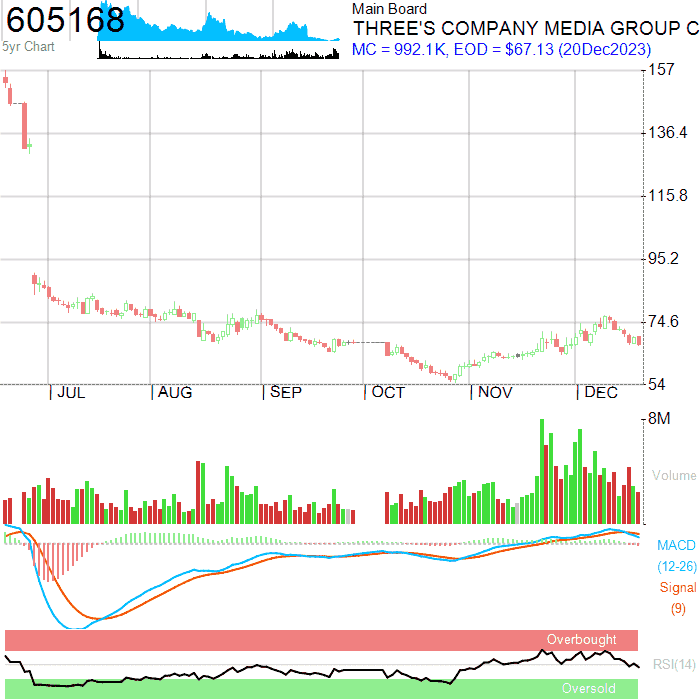 605168
5yr Chart
Main Board
THREE'S COMPANY MEDIA GROUP C
MC = 992.1K, EOD = $67.13 (20Dec2023)
157
136.4
115.8
95.2
74.6
54
JUL AUG SEP OCT NOV DEC
8M
Volume
MACD
(12-26)
Signal
(9)
Overbought
RSI(14)
Oversold